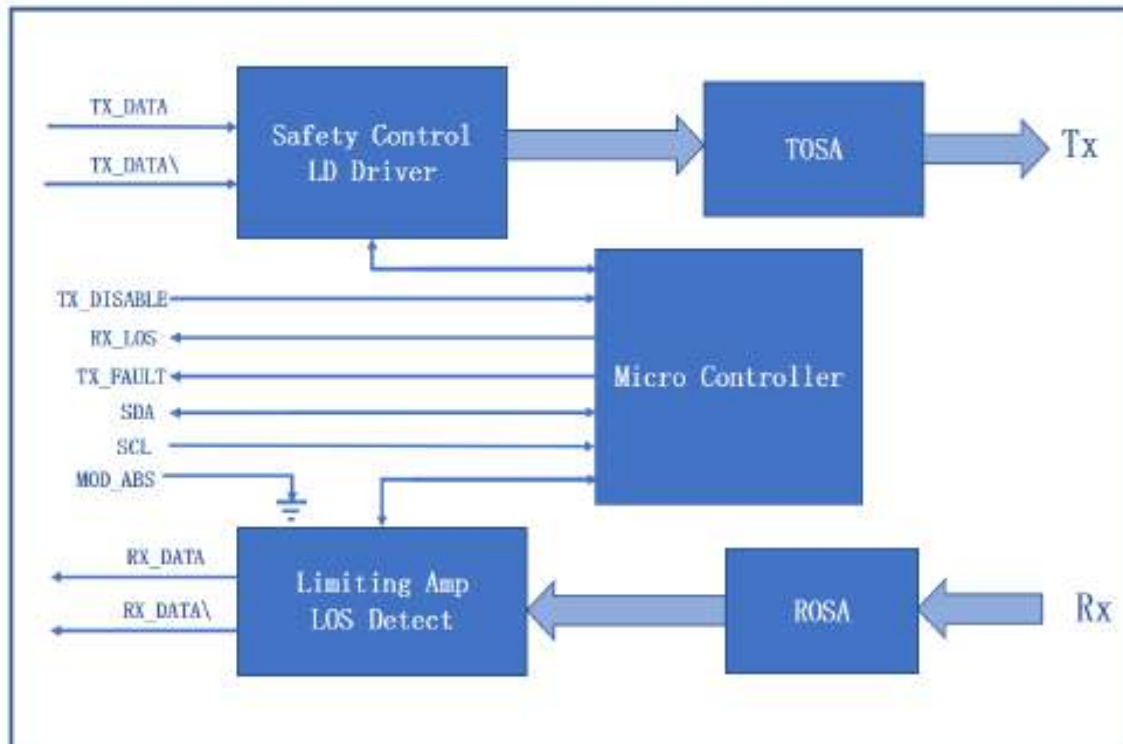 TX_DATA
TX_DATA\
Safety Control
LD Driver
TOSA
Tx
TX_DISABLE
RX_LOS
TX_FAULT
SDA
SCL
MOD_ABS
Micro Controller
RX_DATA
RX_DATA\
Limiting Amp
LOS Detect
ROSA
Rx